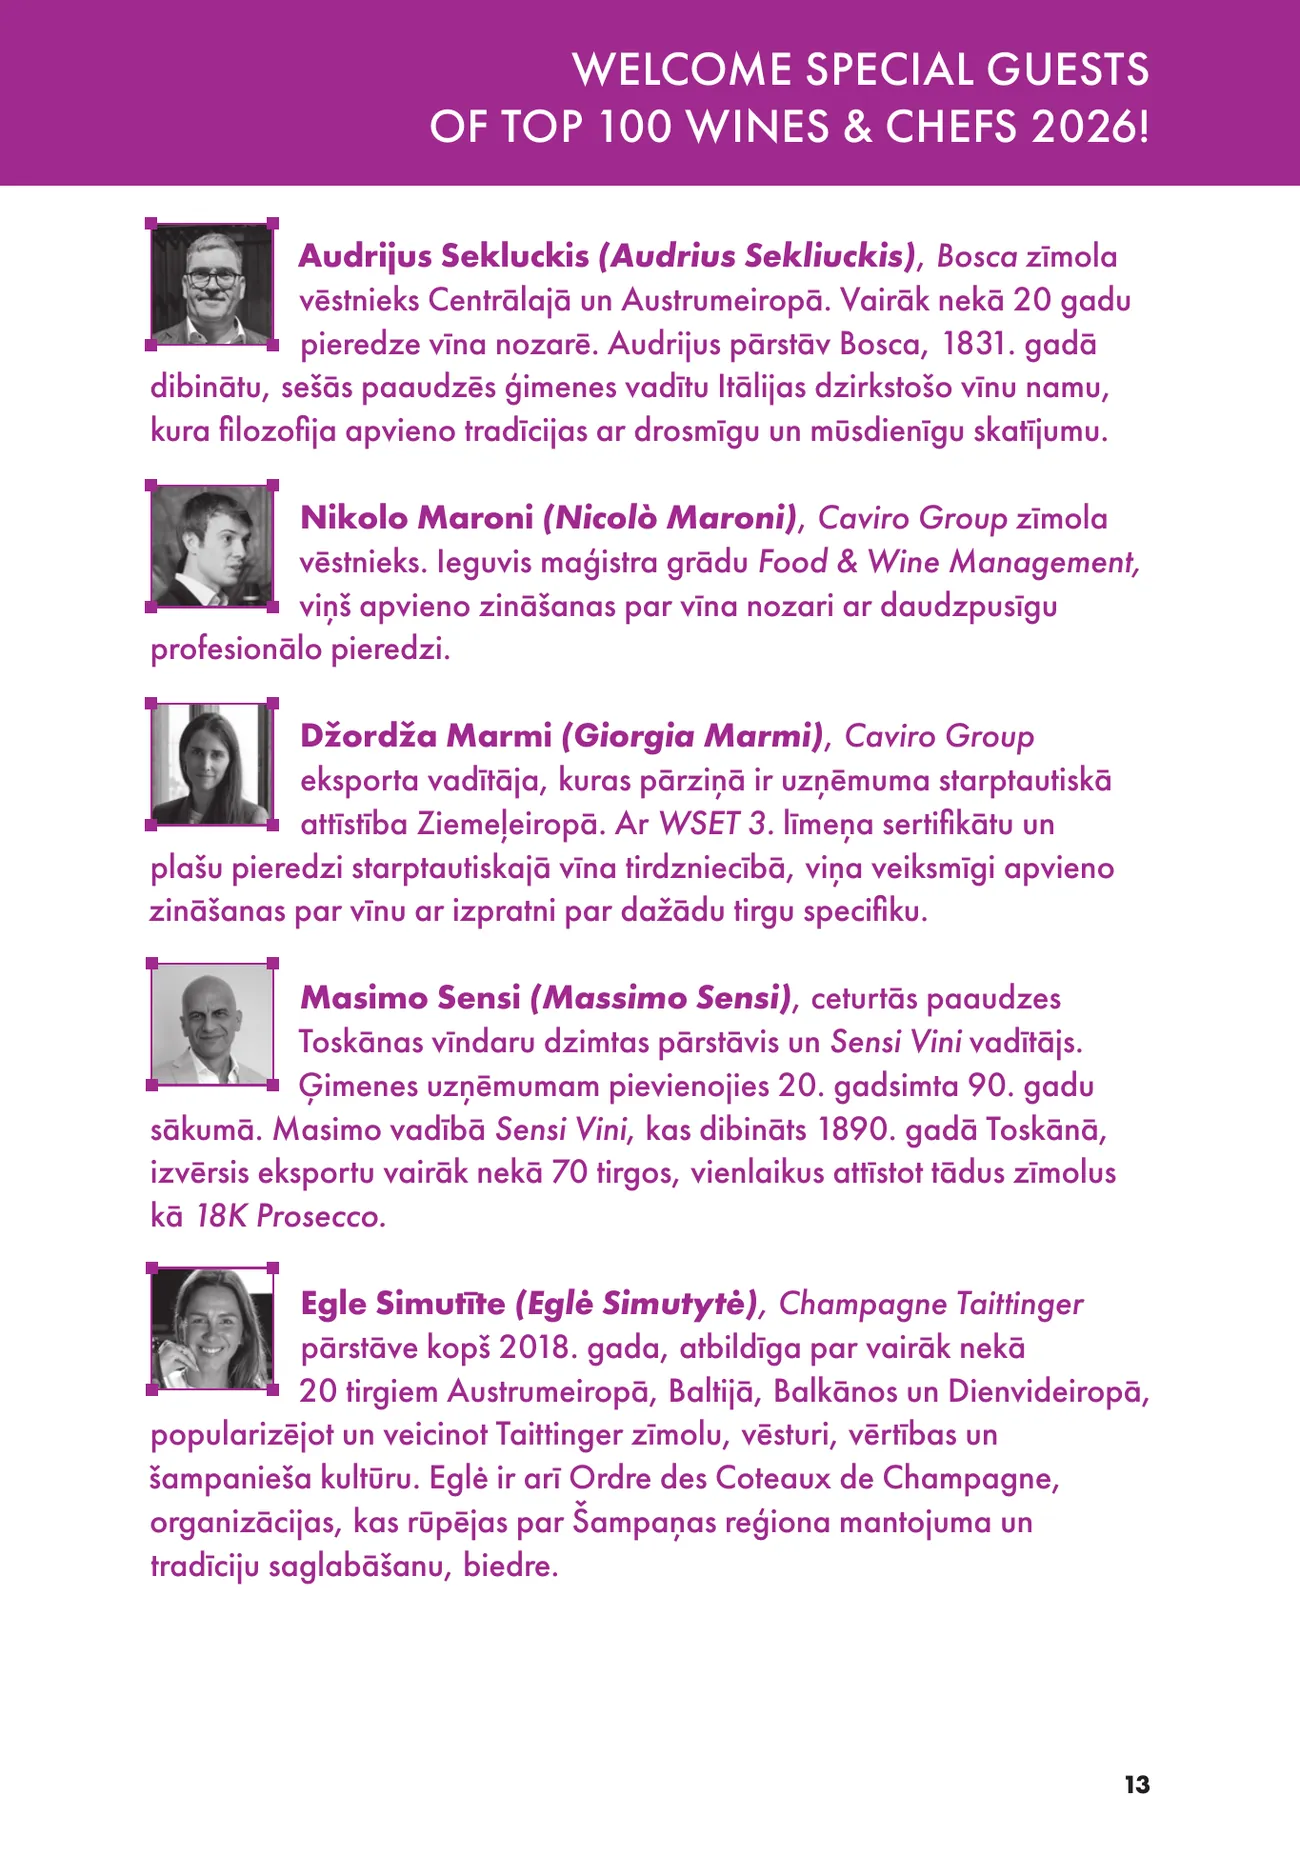 WELCOME SPECIAL GUESTS
OF TOP 100 WINES & CHEFS 2026!
Audrijus Sekluckis (Audrius Sekliuckis), Bosca zīmola
vēstnieks Centrālajā un Austrumeiropā. Vairāk nekā 20 gadu
pieredze vīna nozarē. Audrijus pārstāv Bosca, 1831. gadā
dibinātu, sešās paaudzēs ģimenes vadītu Itālijas dzirkstošo vīnu namu,
kura filozofija apvieno tradīcijas ar drosmīgu un mūsdienīgu skatījumu.
Nikolo Maroni (Nicolò Maroni), Caviro Group zīmola
vēstnieks. Ieguvis maģistra grādu Food & Wine Management,
viņš apvieno zināšanas par vīna nozari ar daudzpusīgu
profesionālo pieredzi.
Džordža Marmi (Giorgia Marmi), Caviro Group
eksporta vadītāja, kuras pārziņā ir uzņēmuma starptautiskā
attīstība Ziemeļeiropā. Ar WSET 3. līmeņa sertifikātu un
plašu pieredzi starptautiskajā vīna tirdzniecībā, viņa veiksmīgi apvieno
zināšanas par vīnu ar izpratni par dažādu tirgu specifiku.
Masimo Sensi (Massimo Sensi), ceturtās paaudzes
Toskānas vīndaru dzimtas pārstāvis un Sensi Vini vadītājs.
Ģimenes uzņēmumam pievienojies 20. gadsimta 90. gadu
sākumā. Masimo vadībā Sensi Vini, kas dibināts 1890. gadā Toskānā,
izvērsis eksportu vairāk nekā 70 tirgos, vienlaikus attīstot tādus zīmolus
kā 18K Prosecco.
Egle Simutīte (Eglė Simutytė), Champagne Taittinger
pārstāve kopš 2018. gada, atbildīga par vairāk nekā
20 tirgiem Austrumeiropā, Baltijā, Balkānos un Dienvideiropā,
popularizējot un veicinot Taittinger zīmolu, vēsturi, vērtības un
šampanieša kultūru. Eglė ir arī Ordre des Coteaux de Champagne,
organizācijas, kas rūpējas par Šampaņas reģiona mantojuma un
tradīciju saglabāšanu, biedre.
13